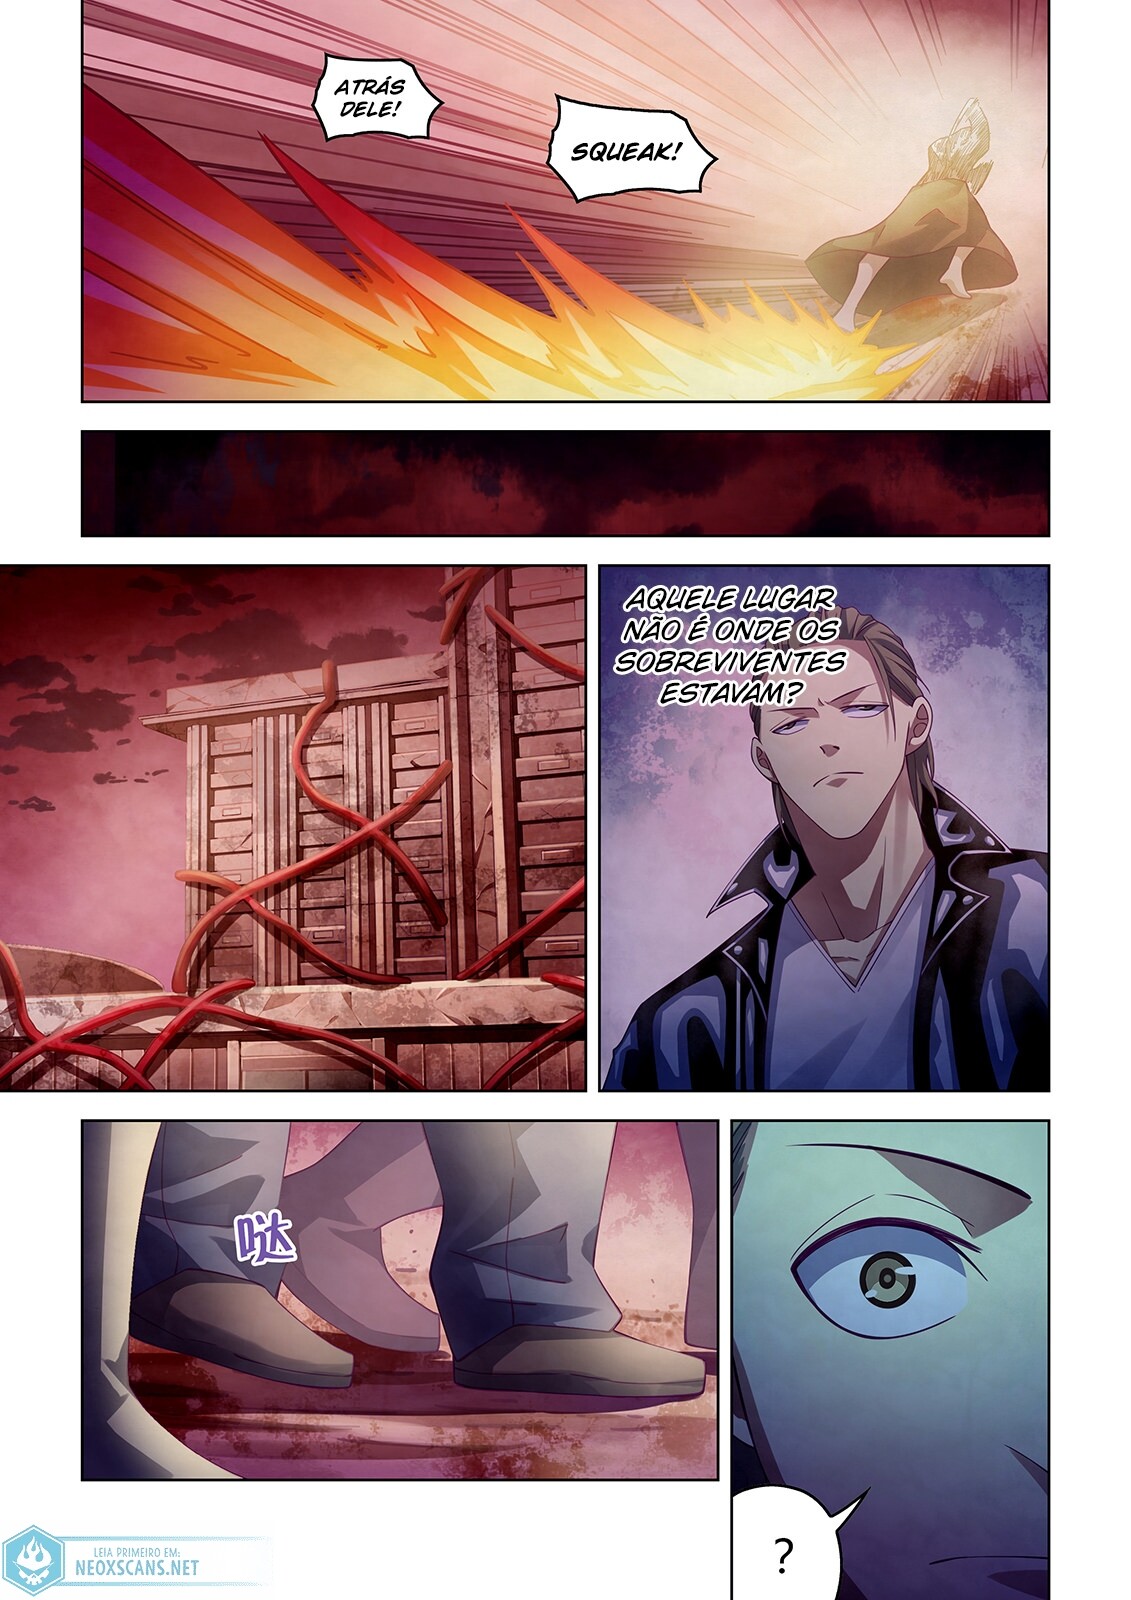 ATRÁS
DELE!
SQUEAK!
AQUELE LUGAR
NÃO É ONDE OS
SOBREVIVENTES
ESTAVAM?
哒
?
LEIA PRIMEIRO EM:
NEOXSCANS.NET